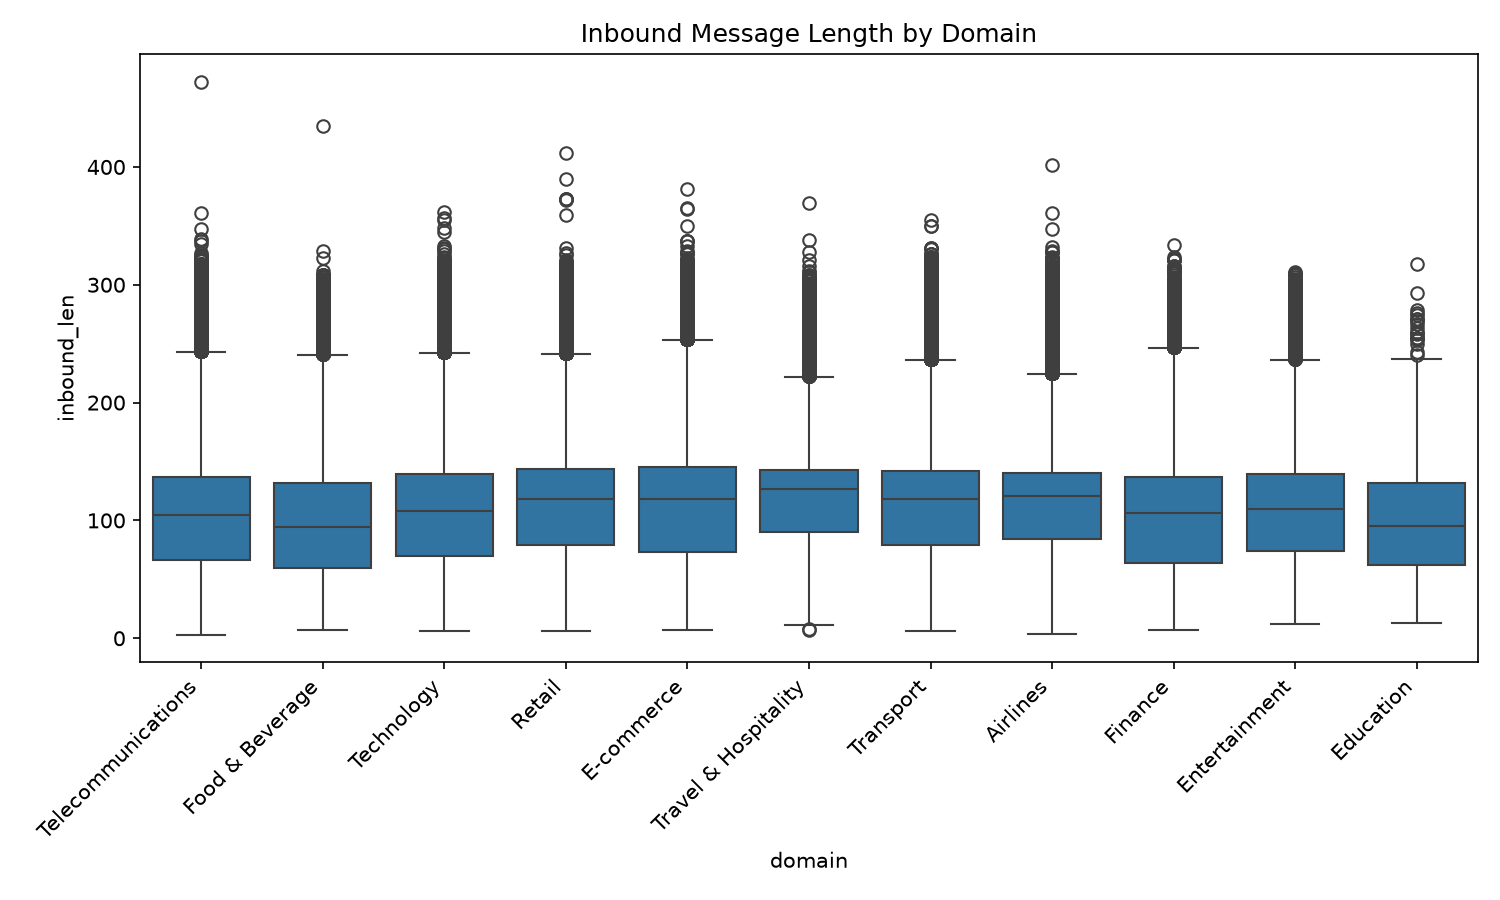 Inbound Message Length by Domain
inbound_len
400
300
200
100
0
Telecommunications
Food & Beverage
Technology
Retail
E-commerce
Travel & Hospitality
Transport
Airlines
Finance
Entertainment
Education
domain